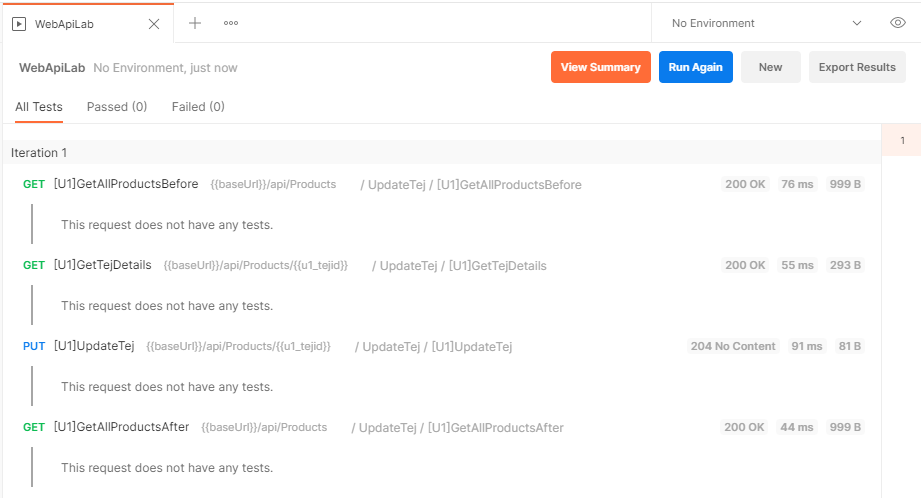 WebApiLab
No Environment
WebApiLab No Environment, just now View Summary Run Again New Export Results
All Tests Passed (0) Failed (0)
1
Iteration 1
GET [U1]GetAllProductsBefore {{baseUrl}}/api/Products / UpdateTej / [U1]GetAllProductsBefore 200 OK 76 ms 999 B
This request does not have any tests.
GET [U1]GetTejDetails {{baseUrl}}/api/Products/{{u1_tejid}} / UpdateTej / [U1]GetTejDetails 200 OK 55 ms 293 B
This request does not have any tests.
PUT [U1]UpdateTej {{baseUrl}}/api/Products/{{u1_tejid}} / UpdateTej / [U1]UpdateTej 204 No Content 91 ms 81 B
This request does not have any tests.
GET [U1]GetAllProductsAfter {{baseUrl}}/api/Products / UpdateTej / [U1]GetAllProductsAfter 200 OK 44 ms 999 B
This request does not have any tests.